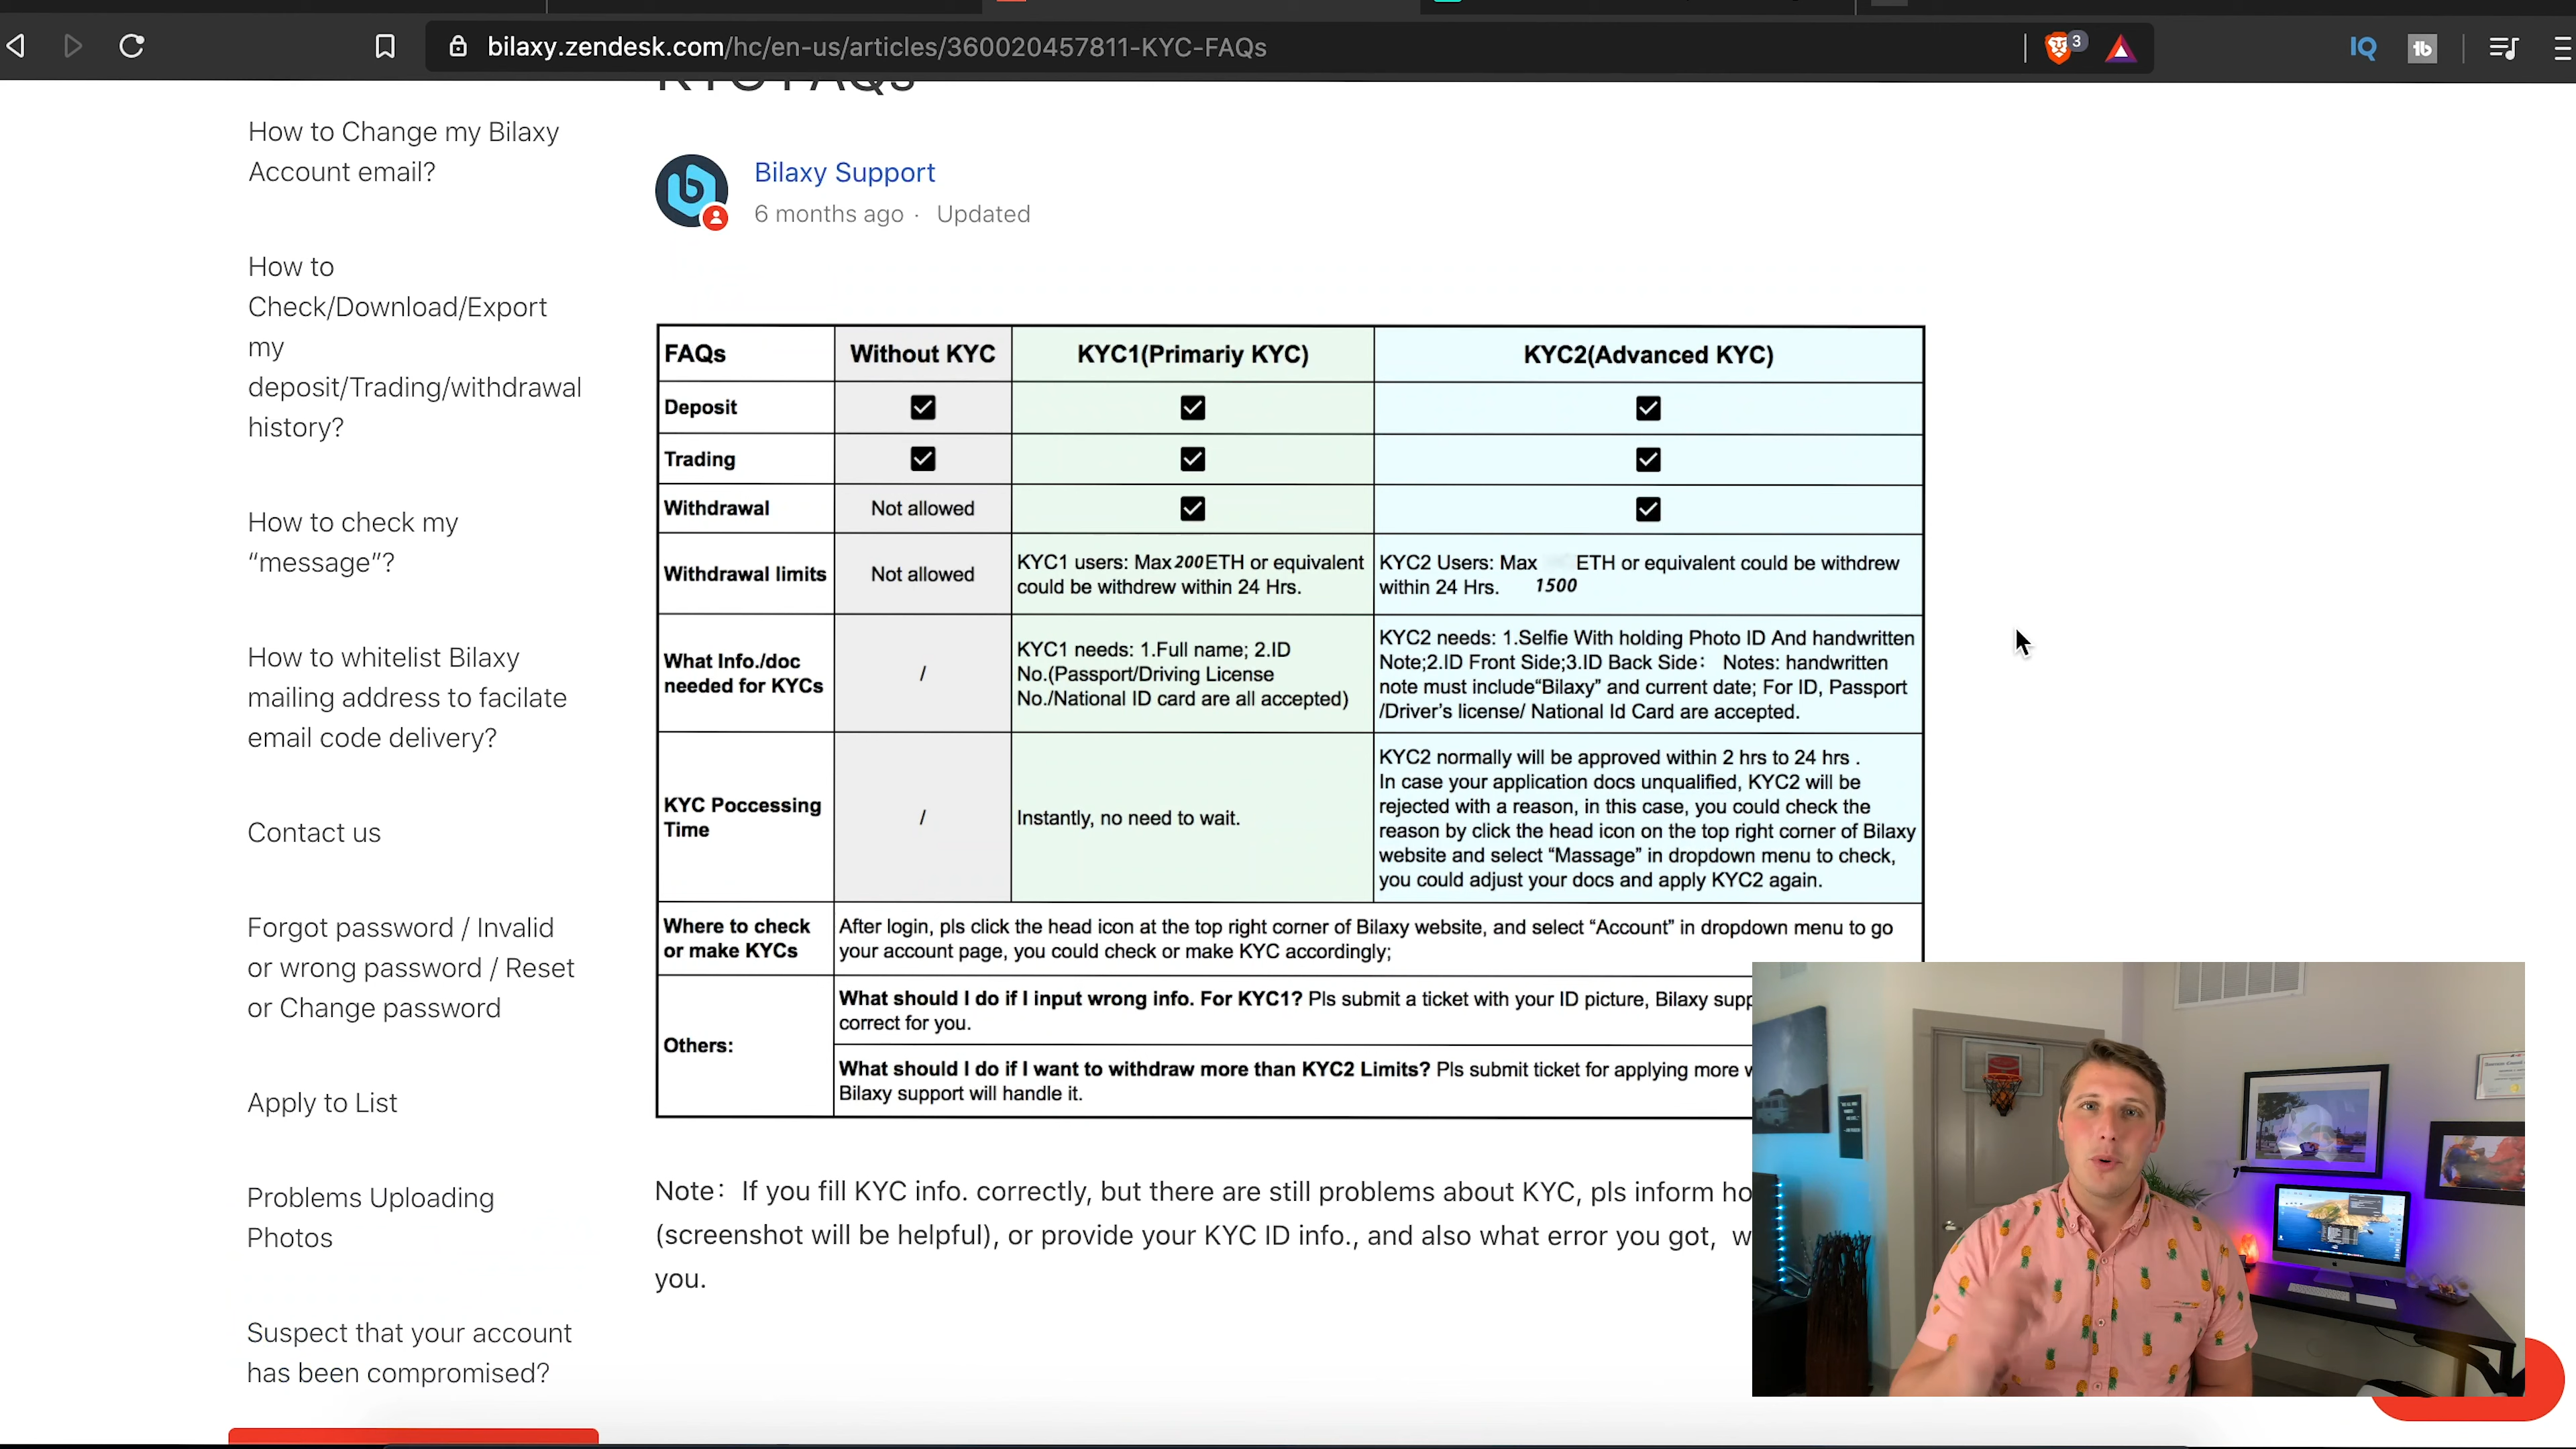 bilaxy.zendesk.com/hc/en-us/articles/360020457811-KYC-FAQs
3
IQ
KYC FAQs
How to Change my Bilaxy
Account email?
How to
Check/Download/Export
my
deposit/Trading/withdrawal
history?
How to check my
“message”?
How to whitelist Bilaxy
mailing address to facilate
email code delivery?
Contact us
Forgot password / Invalid
or wrong password / Reset
or Change password
Apply to List
Problems Uploading
Photos
Suspect that your account
has been compromised?
Bilaxy Support
6 months ago · Updated
FAQs Without KYC KYC1(Primariy KYC) KYC2(Advanced KYC)
Deposit
Trading
Withdrawal Not allowed
Withdrawal limits Not allowed
KYC1 users: Max 200 ETH or equivalent
could be withdrew within 24 Hrs.
KYC2 Users: Max ETH or equivalent could be withdrew
within 24 Hrs. 1500
What Info./doc
needed for KYCs
/
KYC1 needs: 1.Full name; 2.ID
No.(Passport/Driving License
No./National ID card are all accepted)
KYC2 needs: 1.Selfie With holding Photo ID And handwritten
Note;2.ID Front Side;3.ID Back Side： Notes: handwritten
note must include“Bilaxy” and current date; For ID, Passport
/Driver’s license/ National Id Card are accepted.
KYC Poccessing
Time
/
Instantly, no need to wait.
KYC2 normally will be approved within 2 hrs to 24 hrs .
In case your application docs unqualified, KYC2 will be
rejected with a reason, in this case, you could check the
reason by click the head icon on the top right corner of Bilaxy
website and select “Massage” in dropdown menu to check,
you could adjust your docs and apply KYC2 again.
Where to check
or make KYCs
After login, pls click the head icon at the top right corner of Bilaxy website, and select “Account” in dropdown menu to go
your account page, you could check or make KYC accordingly;
Others:
What should I do if I input wrong info. For KYC1? Pls submit a ticket with your ID picture, Bilaxy supp
correct for you.
What should I do if I want to withdraw more than KYC2 Limits? Pls submit ticket for applying more w
Bilaxy support will handle it.
Note： If you fill KYC info. correctly, but there are still problems about KYC, pls inform ho
(screenshot will be helpful), or provide your KYC ID info., and also what error you got, w
you.